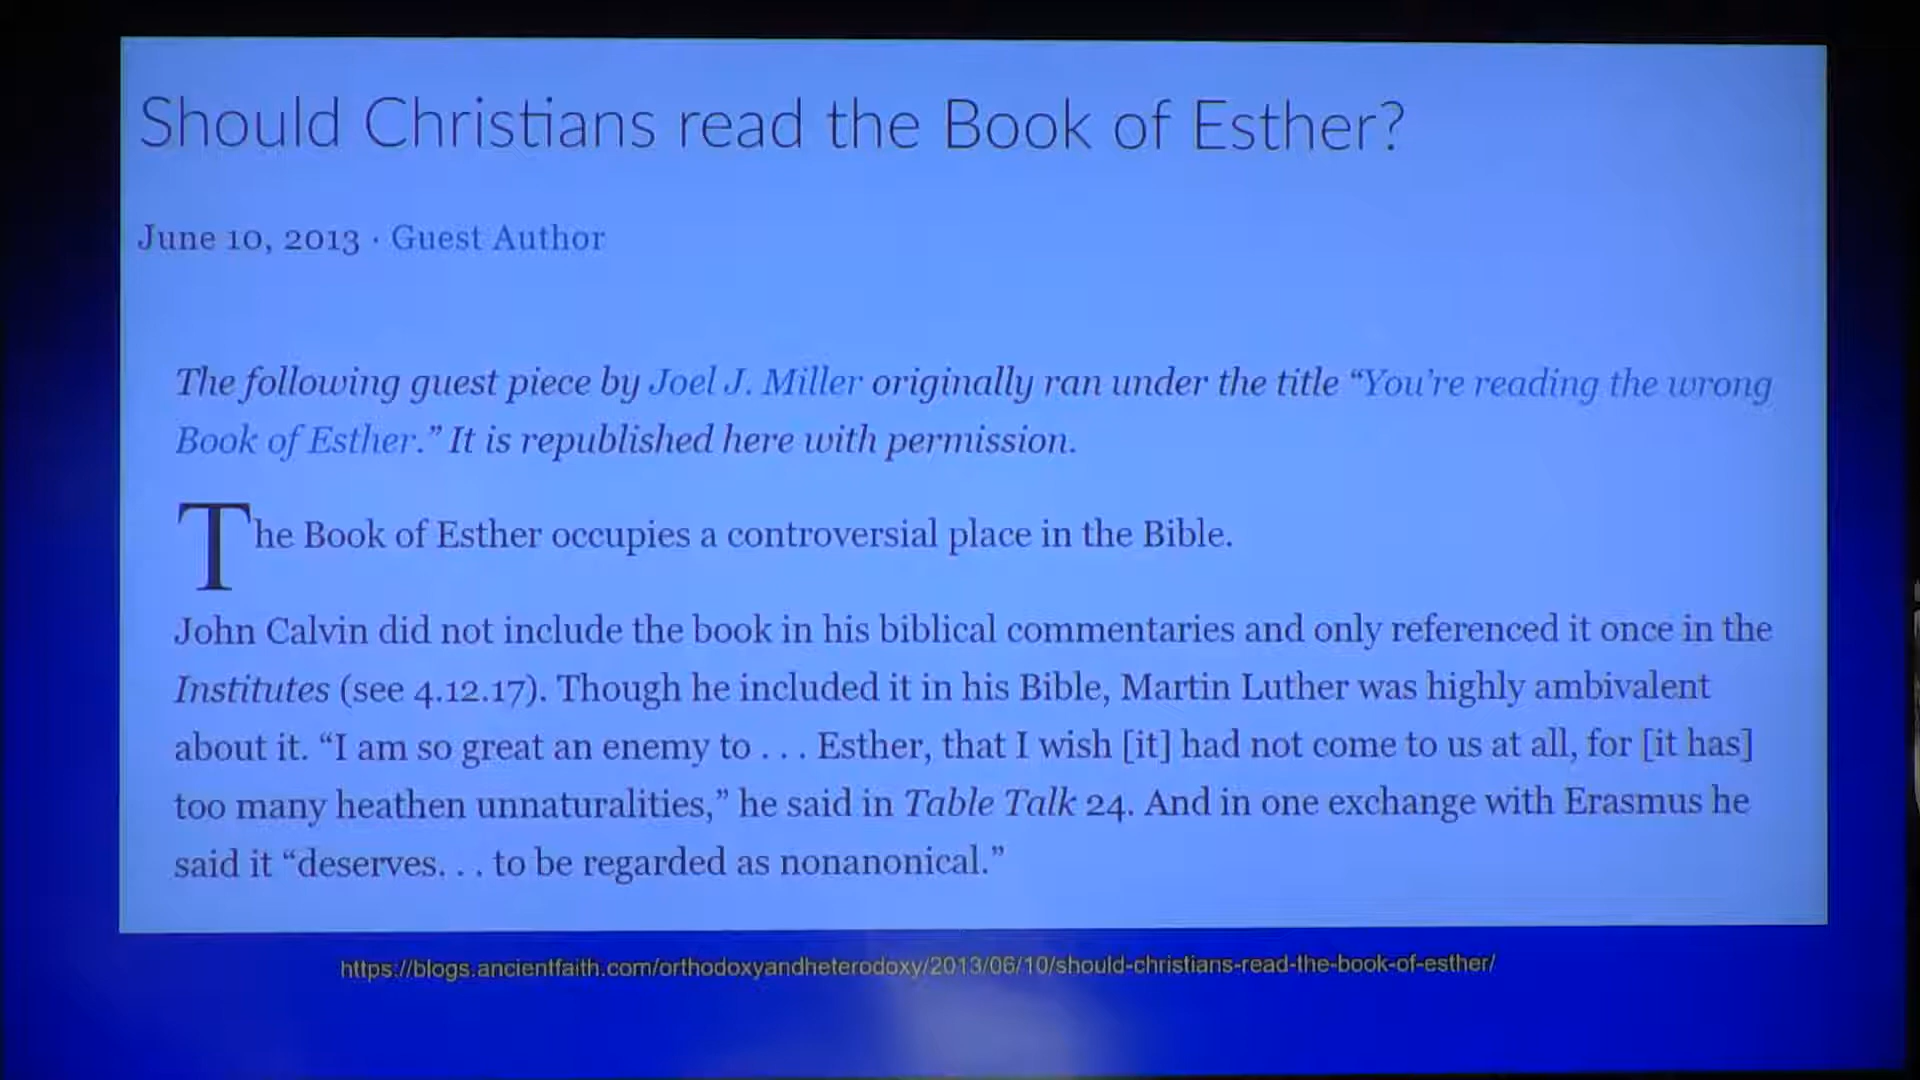 Should Christians read the Book of Esther?
June 10, 2013 · Guest Author
The following guest piece by Joel J. Miller originally ran under the title “You’re reading the wrong
Book of Esther.” It is republished here with permission.
The Book of Esther occupies a controversial place in the Bible.
John Calvin did not include the book in his biblical commentaries and only referenced it once in the
Institutes (see 4.12.17). Though he included it in his Bible, Martin Luther was highly ambivalent
about it. “I am so great an enemy to . . . Esther, that I wish [it] had not come to us at all, for [it has]
too many heathen unnaturalities,” he said in Table Talk 24. And in one exchange with Erasmus he
said it “deserves. . . to be regarded as nonanonical.”
https://blogs.ancientfaith.com/orthodoxyandheterodoxy/2013/06/10/should-christians-read-the-book-of-esther/